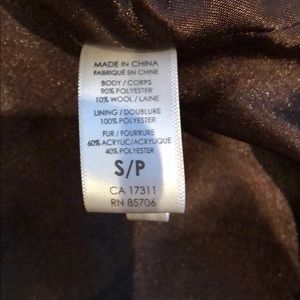 MADE IN CHINA
FABRIQUÉ EN CHINE
BODY / CORPS
90% POLYESTER
10% WOOL / LAINE
LINING / DOUBLURE
100% POLYESTER
FUR / FOURRURE
60% ACRYLIC/ACRYLIQUE
40% POLYESTER
S/P
CA 17311
RN 85706